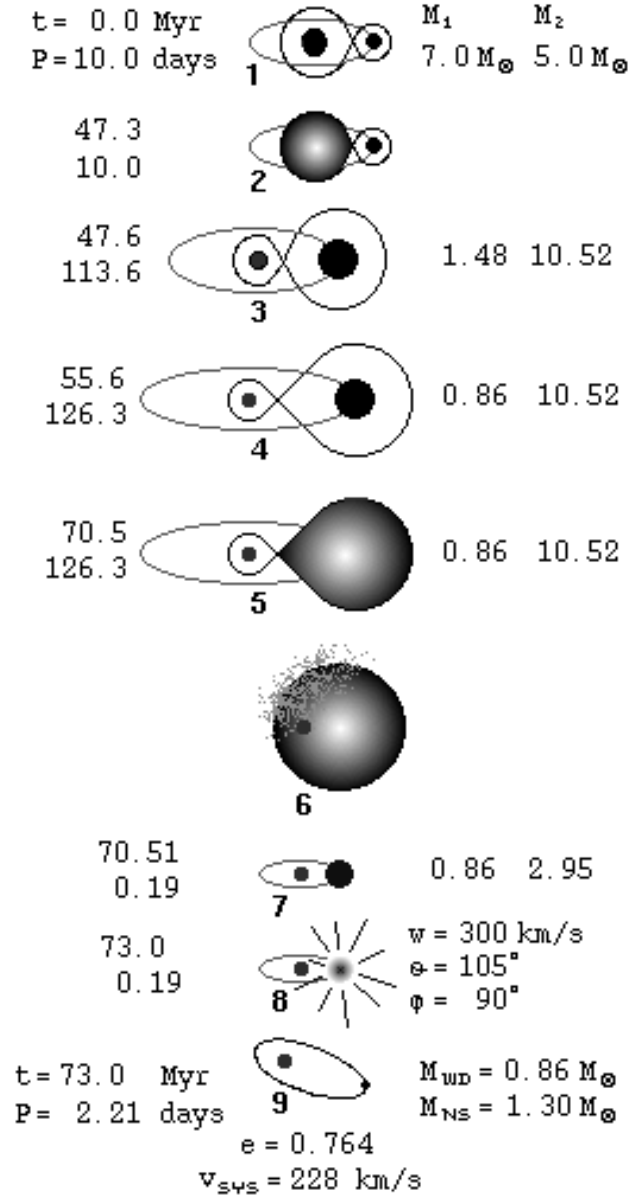 t = 0.0 Myr M₁ M₂
P = 10.0 days 7.0 M⊙ 5.0 M⊙
1
47.3
10.0
2
47.6
113.6 1.48 10.52
3
55.6
126.3 0.86 10.52
4
70.5
126.3 0.86 10.52
5
6
70.51
0.19 0.86 2.95
7
73.0 w = 300 km/s
0.19 ɵ = 105°
8 φ = 90°
t = 73.0 Myr M_WD = 0.86 M⊙
P = 2.21 days M_NS = 1.30 M⊙
9
e = 0.764
v_sys = 228 km/s